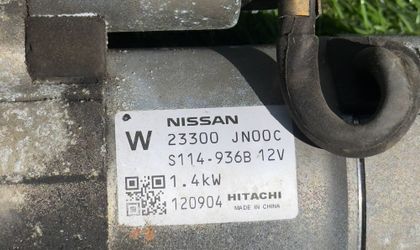 NISSAN
W 23300 JN00C
S114-936B 12V
1.4kW
120904 HITACHI
MADE IN CHINA